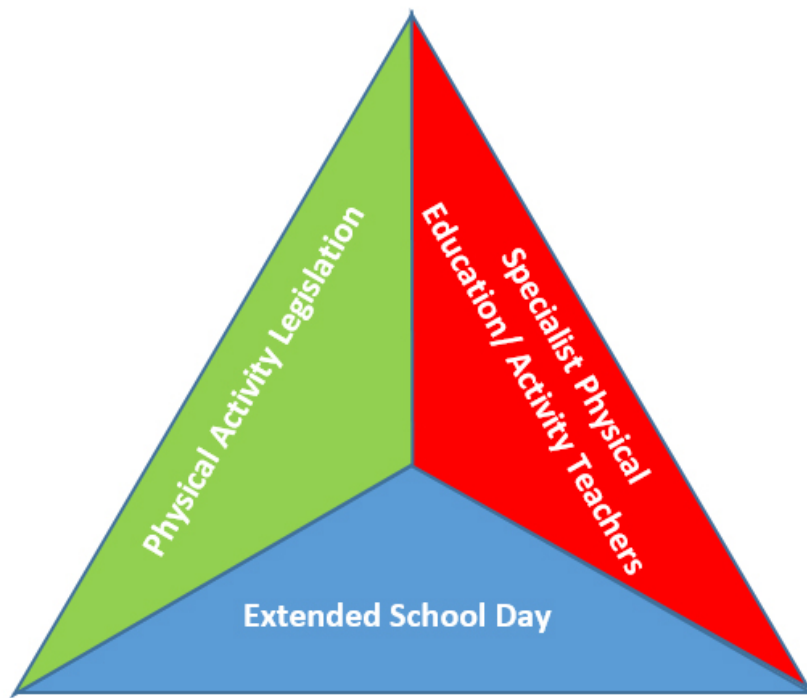 Physical Activity Legislation
Specialist Physical
Education/ Activity Teachers
Extended School Day